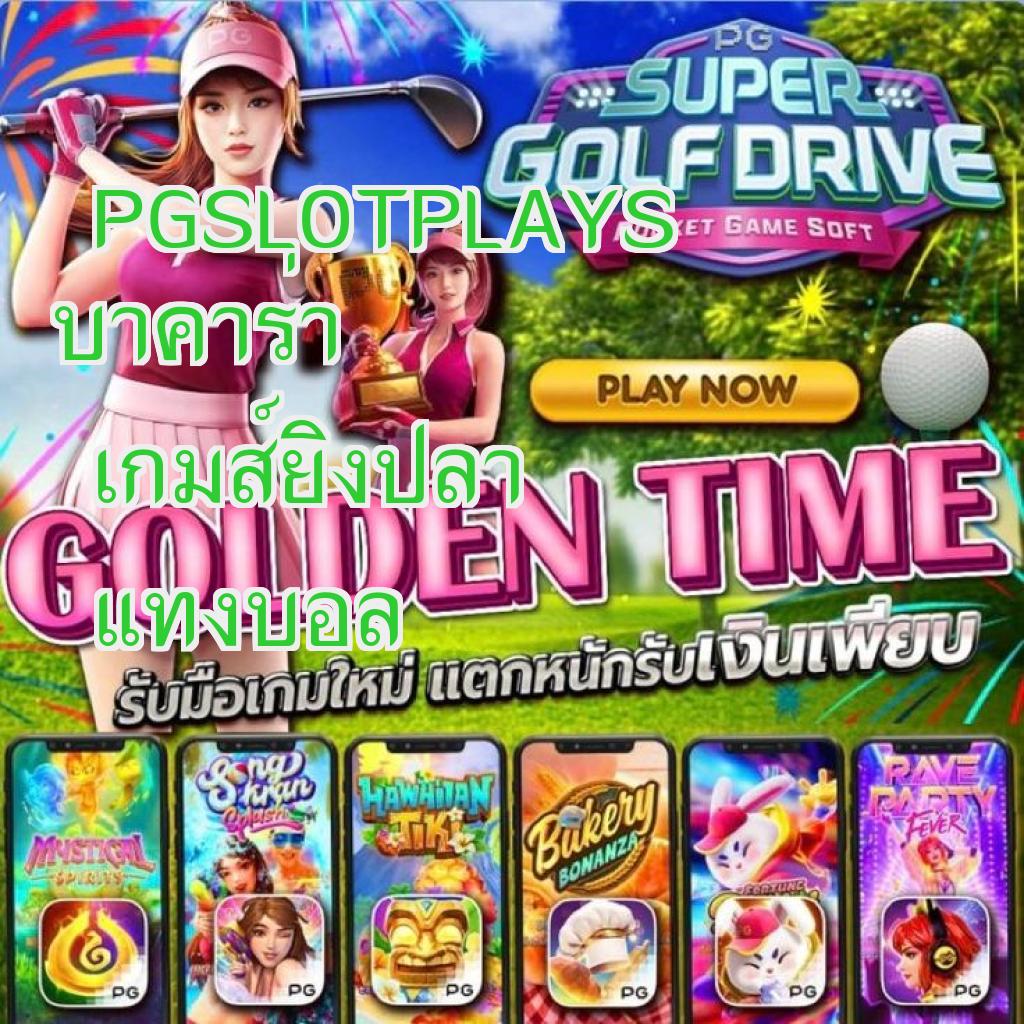 PG
PG
SUPER
GOLF DRIVE
POCKET GAME SOFT
PGSLOTPLAYS
บาคารา
PLAY NOW
เกมส์ยิงปลา
GOLDEN TIME
แทงบอล
รับมือเกมใหม่ แตกหนักรับเงินเพียบ
MYSTICAL
SPIRITS
Songkran
Splash
HAWAIIAN
TIKI
Bakery
BONANZA
FORTUNE
RAVE
PARTY
FEVER
PG
PG
PG
PG
PG
PG